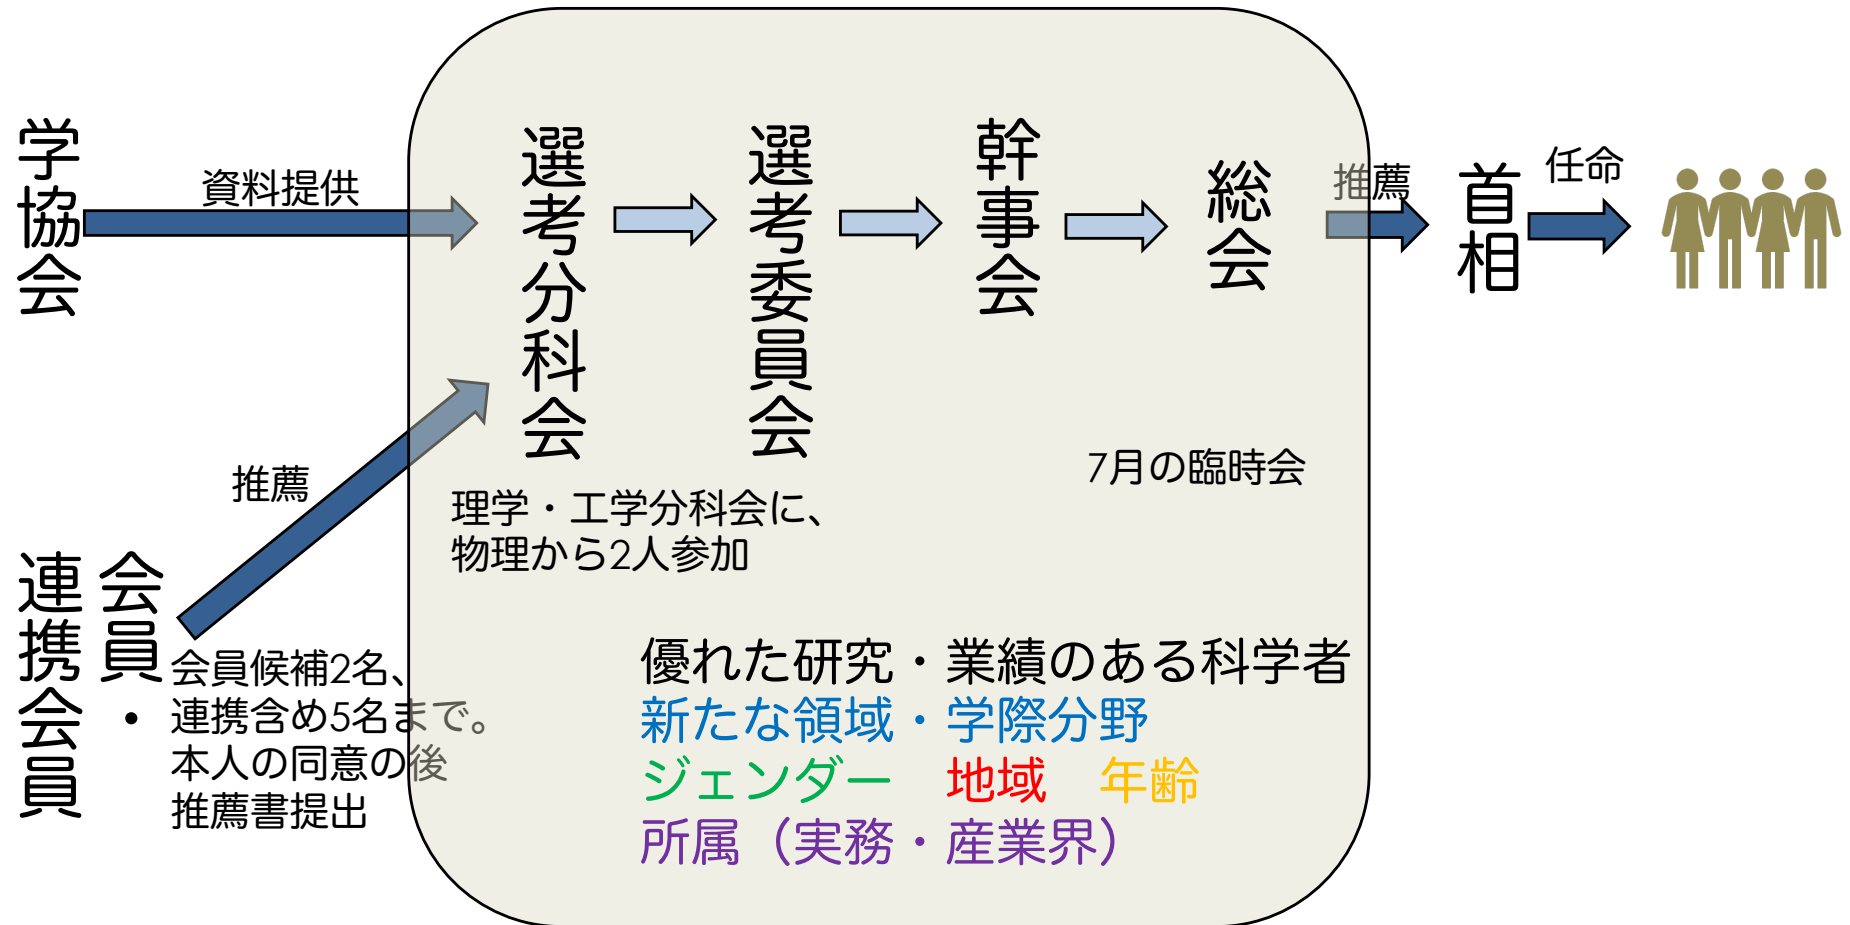 学協会
資料提供
選考分科会
選考委員会
幹事会
総会
推薦
首相
任命
推薦
7月の臨時会
理学・工学分科会に、
物理から2人参加
会員・
連携会員
会員候補2名、
連携含め5名まで。
本人の同意の後
推薦書提出
優れた研究・業績のある科学者
新たな領域・学際分野
ジェンダー　地域　年齢
所属（実務・産業界）